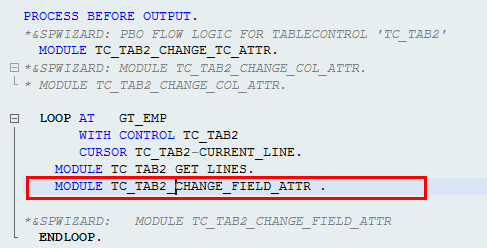 PROCESS BEFORE OUTPUT.
*&SPWIZARD: PBO FLOW LOGIC FOR TABLECONTROL 'TC_TAB2'
MODULE TC_TAB2_CHANGE_TC_ATTR.
*&SPWIZARD: MODULE TC_TAB2_CHANGE_COL_ATTR.
* MODULE TC_TAB2_CHANGE_COL_ATTR.
LOOP AT GT_EMP
WITH CONTROL TC_TAB2
CURSOR TC_TAB2-CURRENT_LINE.
MODULE TC_TAB2_GET_LINES.
MODULE TC_TAB2_CHANGE_FIELD_ATTR .
*&SPWIZARD: MODULE TC_TAB2_CHANGE_FIELD_ATTR
ENDLOOP.